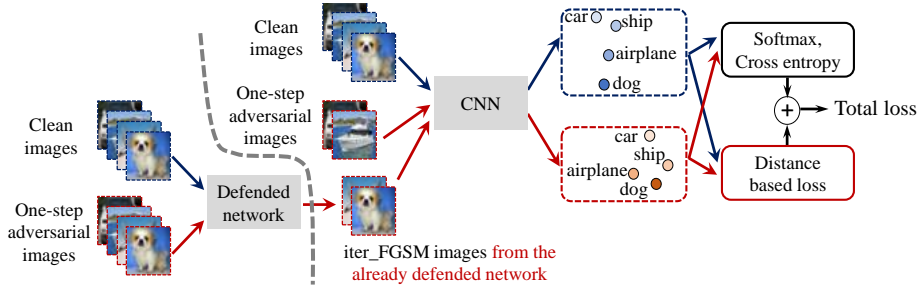 Clean
images
One-step
adversarial
images
Defended
network
Clean
images
One-step
adversarial
images
iter_FGSM images from the
already defended network
CNN
car
ship
airplane
dog
car
ship
airplane
dog
Softmax,
Cross entropy
+
Total loss
Distance
based loss